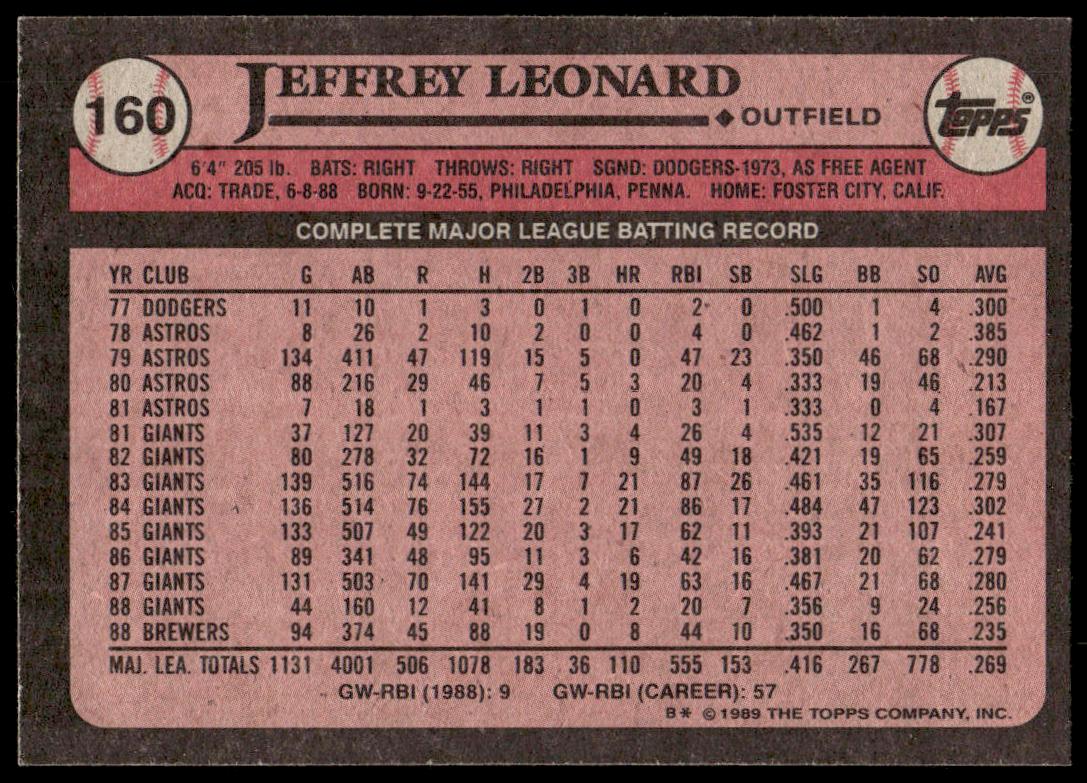 160
JEFFREY LEONARD
◆ OUTFIELD
TOPPS®
6'4" 205 lb. BATS: RIGHT THROWS: RIGHT SGND: DODGERS-1973, AS FREE AGENT
ACQ: TRADE, 6-8-88 BORN: 9-22-55, PHILADELPHIA, PENNA. HOME: FOSTER CITY, CALIF.
COMPLETE MAJOR LEAGUE BATTING RECORD
YR CLUB G AB R H 2B 3B HR RBI SB SLG BB SO AVG
77 DODGERS 11 10 1 3 0 1 0 2 0 .500 1 4 .300
78 ASTROS 8 26 2 10 2 0 0 4 0 .462 1 2 .385
79 ASTROS 134 411 47 119 15 5 0 47 23 .350 46 68 .290
80 ASTROS 88 216 29 46 7 5 3 20 4 .333 19 46 .213
81 ASTROS 7 18 1 3 1 1 0 3 1 .333 0 4 .167
81 GIANTS 37 127 20 39 11 3 4 26 4 .535 12 21 .307
82 GIANTS 80 278 32 72 16 1 9 49 18 .421 19 65 .259
83 GIANTS 139 516 74 144 17 7 21 87 26 .461 35 116 .279
84 GIANTS 136 514 76 155 27 2 21 86 17 .484 47 123 .302
85 GIANTS 133 507 49 122 20 3 17 62 11 .393 21 107 .241
86 GIANTS 89 341 48 95 11 3 6 42 16 .381 20 62 .279
87 GIANTS 131 503 70 141 29 4 19 63 16 .467 21 68 .280
88 GIANTS 44 160 12 41 8 1 2 20 7 .356 9 24 .256
88 BREWERS 94 374 45 88 19 0 8 44 10 .350 16 68 .235
MAJ. LEA. TOTALS 1131 4001 506 1078 183 36 110 555 153 .416 267 778 .269
GW-RBI (1988): 9 GW-RBI (CAREER): 57
B* © 1989 THE TOPPS COMPANY, INC.